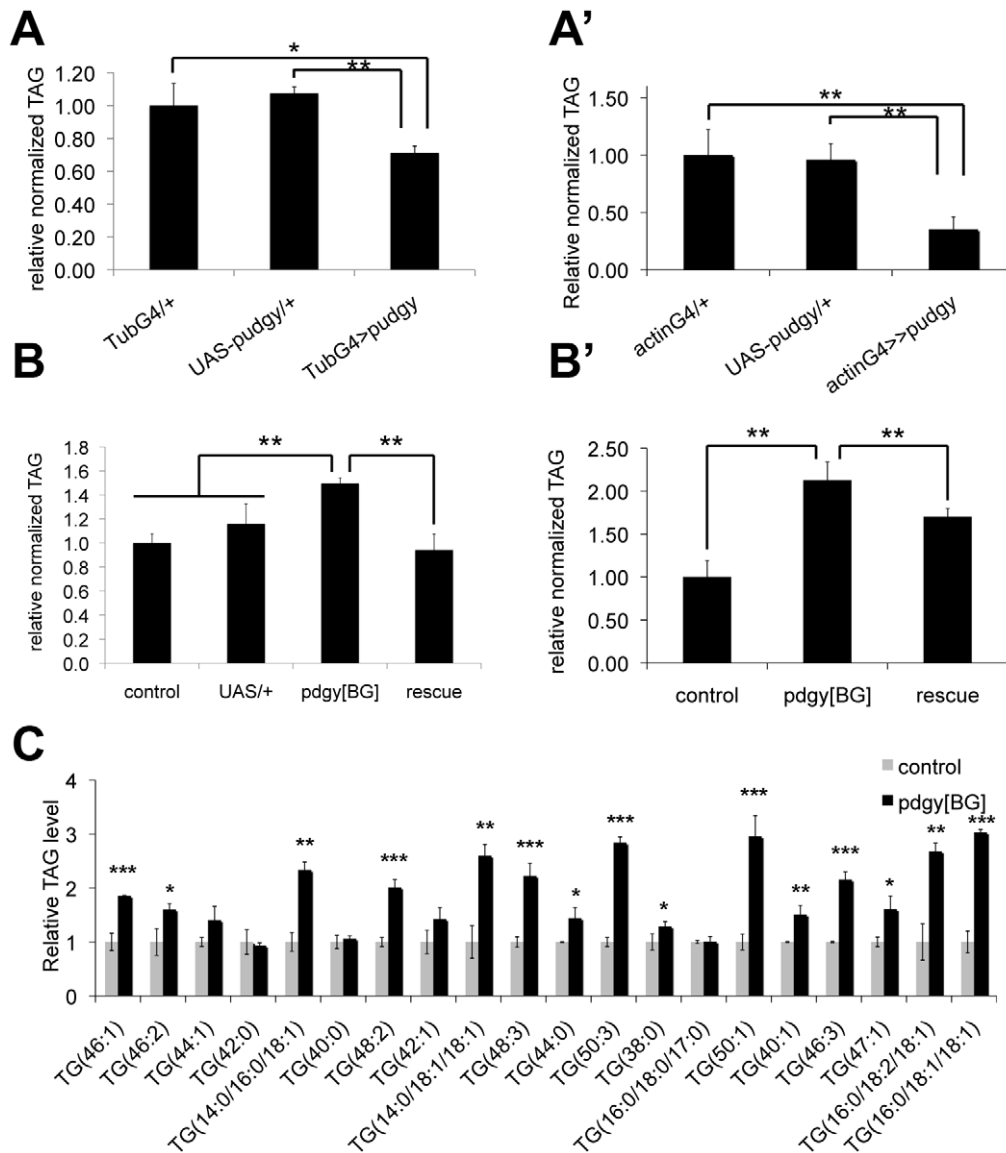 A
relative normalized TAG
1.20
1.00
0.80
0.60
0.40
0.20
0.00
*
**
TubG4/+
UAS-pudgy/+
TubG4>pudgy
A’
Relative normalized TAG
1.50
1.00
0.50
0.00
**
**
actinG4/+
UAS-pudgy/+
actinG4>>pudgy
B
relative normalized TAG
1.8
1.6
1.4
1.2
1.0
0.8
0.6
0.4
0.2
0.0
** **
control UAS/+ pdgy[BG] rescue
B’
relative normalized TAG
2.50
2.00
1.50
1.00
0.50
0.00
** **
control pdgy[BG] rescue
C
Relative TAG level
4
3
2
1
0
control
pdgy[BG]
*** * ** *** ** *** * *** * *** ** *** * ** ***
TG(46:1)
TG(46:2)
TG(44:1)
TG(42:0)
TG(14:0/16:0/18:1)
TG(40:0)
TG(48:2)
TG(42:1)
TG(14:0/18:1/18:1)
TG(48:3)
TG(44:0)
TG(50:3)
TG(38:0)
TG(16:0/18:0/17:0)
TG(50:1)
TG(40:1)
TG(46:3)
TG(47:1)
TG(16:0/18:2/18:1)
TG(16:0/18:1/18:1)